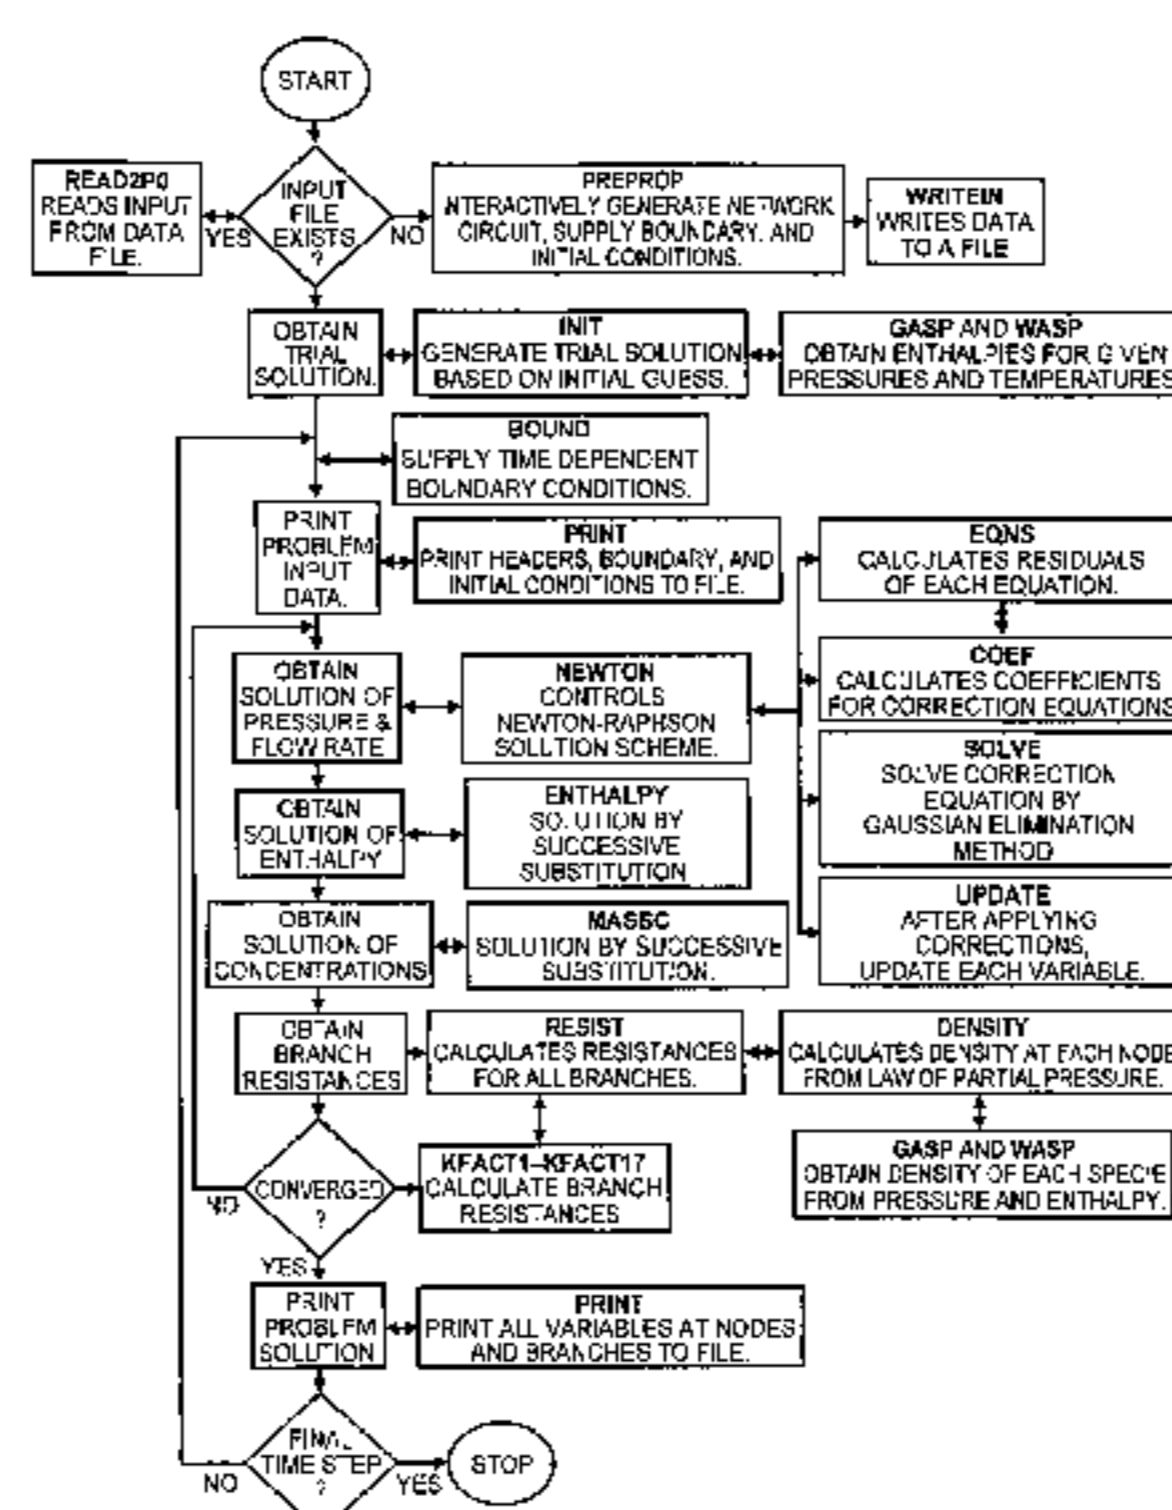 START
READ2P0
READS INPUT
FROM DATA
FILE.
INPUT
FILE
EXISTS
?
YES
NO
PREPROP
INTERACTIVELY GENERATE NETWORK
CIRCUIT, SUPPLY BOUNDARY, AND
INITIAL CONDITIONS.
WRITEIN
WRITES DATA
TO A FILE
OBTAIN
TRIAL
SOLUTION.
INIT
GENERATE TRIAL SOLUTION
BASED ON INITIAL GUESS.
GASP AND WASP
OBTAIN ENTHALPIES FOR GIVEN
PRESSURES AND TEMPERATURES
BOUND
SUPPLY TIME DEPENDENT
BOUNDARY CONDITIONS.
PRINT
PROBLEM
INPUT
DATA.
PRINT
PRINT HEADERS, BOUNDARY, AND
INITIAL CONDITIONS TO FILE.
EQNS
CALCULATES RESIDUALS
OF EACH EQUATION.
COEF
CALCULATES COEFFICIENTS
FOR CORRECTION EQUATIONS
OBTAIN
SOLUTION OF
PRESSURE &
FLOW RATE
NEWTON
CONTROLS
NEWTON-RAPHSON
SOLUTION SCHEME.
SOLVE
SOLVE CORRECTION
EQUATION BY
GAUSSIAN ELIMINATION
METHOD
OBTAIN
SOLUTION OF
ENTHALPY
ENTHALPY
SOLUTION BY
SUCCESSIVE
SUBSTITUTION
UPDATE
AFTER APPLYING
CORRECTIONS,
UPDATE EACH VARIABLE.
OBTAIN
SOLUTION OF
CONCENTRATIONS
MASSC
SOLUTION BY SUCCESSIVE
SUBSTITUTION.
OBTAIN
BRANCH
RESISTANCES
RESIST
CALCULATES RESISTANCES
FOR ALL BRANCHES.
DENSITY
CALCULATES DENSITY AT EACH NODE
FROM LAW OF PARTIAL PRESSURE.
GASP AND WASP
OBTAIN DENSITY OF EACH SPECIE
FROM PRESSURE AND ENTHALPY.
KFACT1–KFACT17
CALCULATE BRANCH
RESISTANCES
CONVERGED
?
NO
YES
PRINT
PROBLEM
SOLUTION
PRINT
PRINT ALL VARIABLES AT NODES
AND BRANCHES TO FILE.
FINAL
TIME STEP
?
NO
YES
STOP